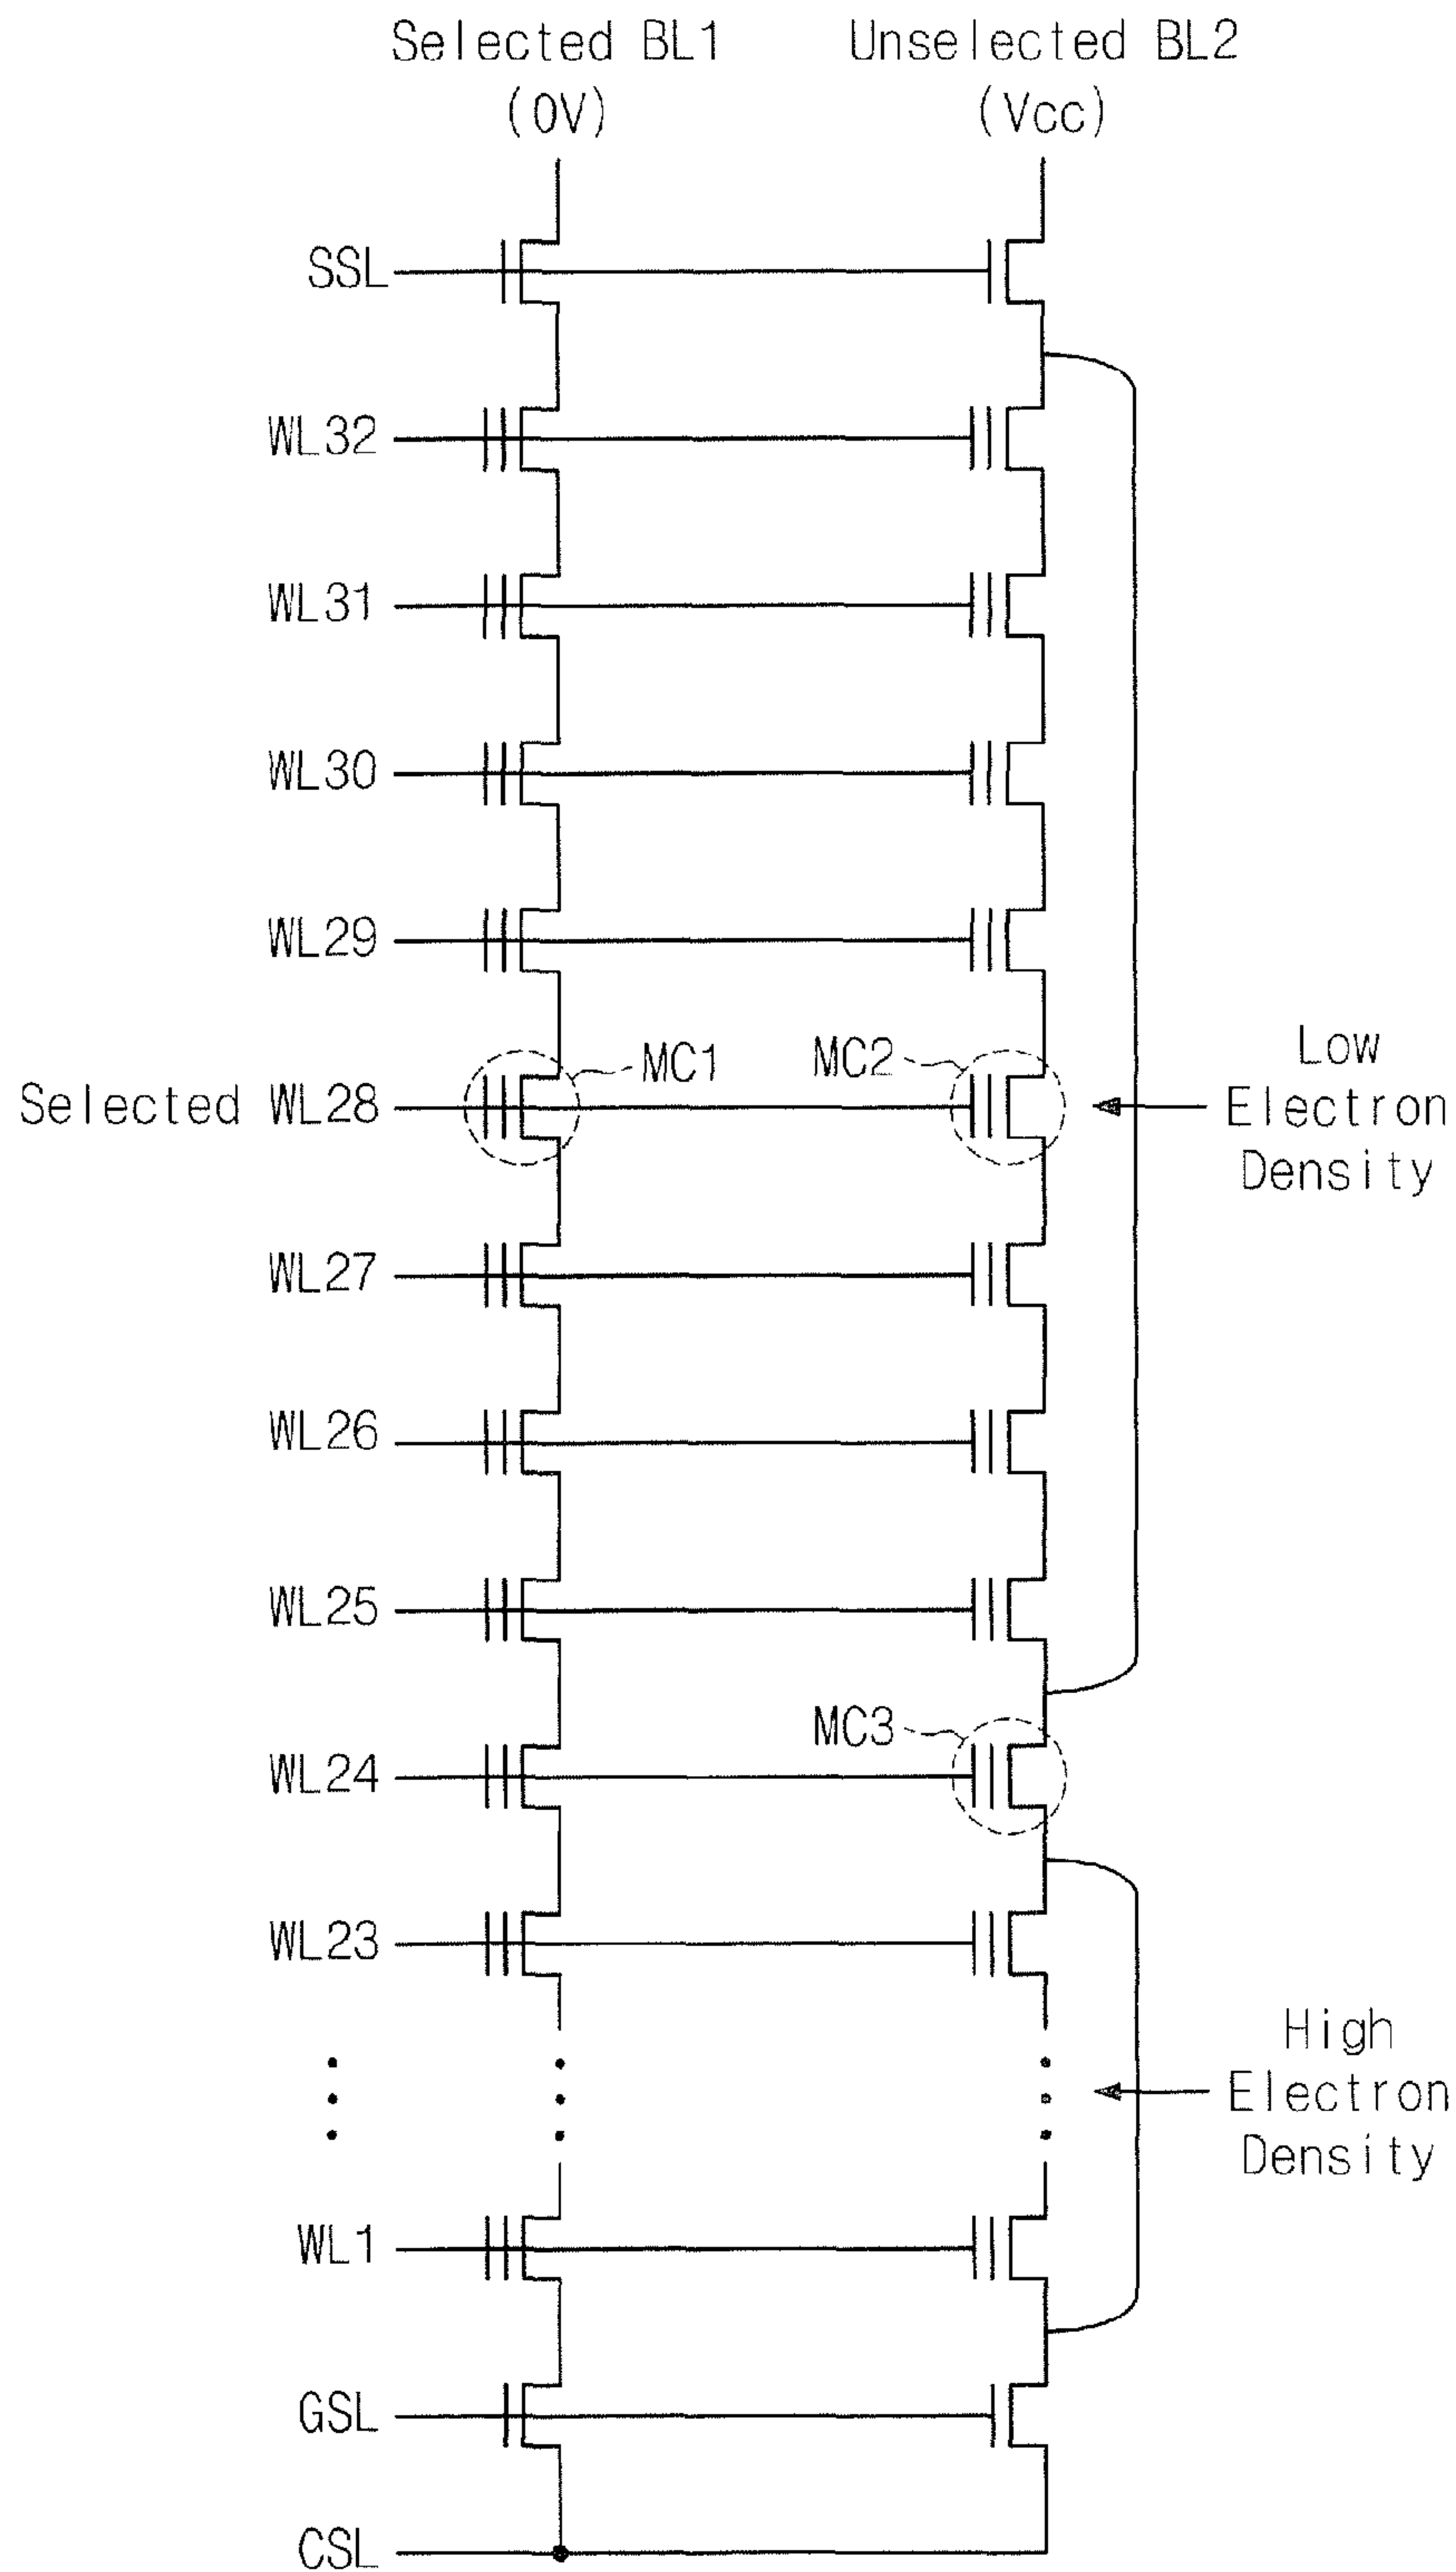 Selected BL1
(0V)
Unselected BL2
(Vcc)
SSL
WL32
WL31
WL30
WL29
Selected WL28
MC1
MC2
Low
Electron
Density
WL27
WL26
WL25
MC3
WL24
WL23
High
Electron
Density
WL1
GSL
CSL